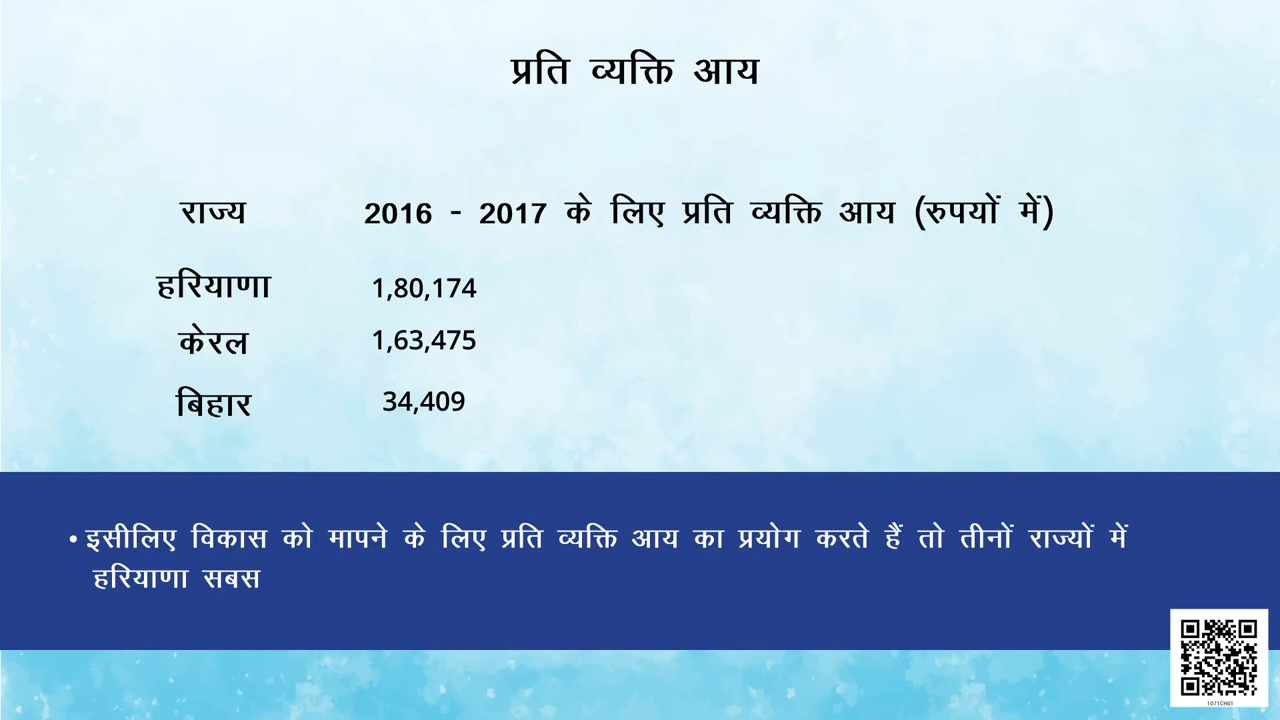 प्रति व्यक्ति आय
राज्य 2016 - 2017 के लिए प्रति व्यक्ति आय (रुपयों में)
हरियाणा 1,80,174
केरल 1,63,475
बिहार 34,409
• इसीलिए विकास को मापने के लिए प्रति व्यक्ति आय का प्रयोग करते हैं तो तीनों राज्यों में
हरियाणा सबस
1071CH01